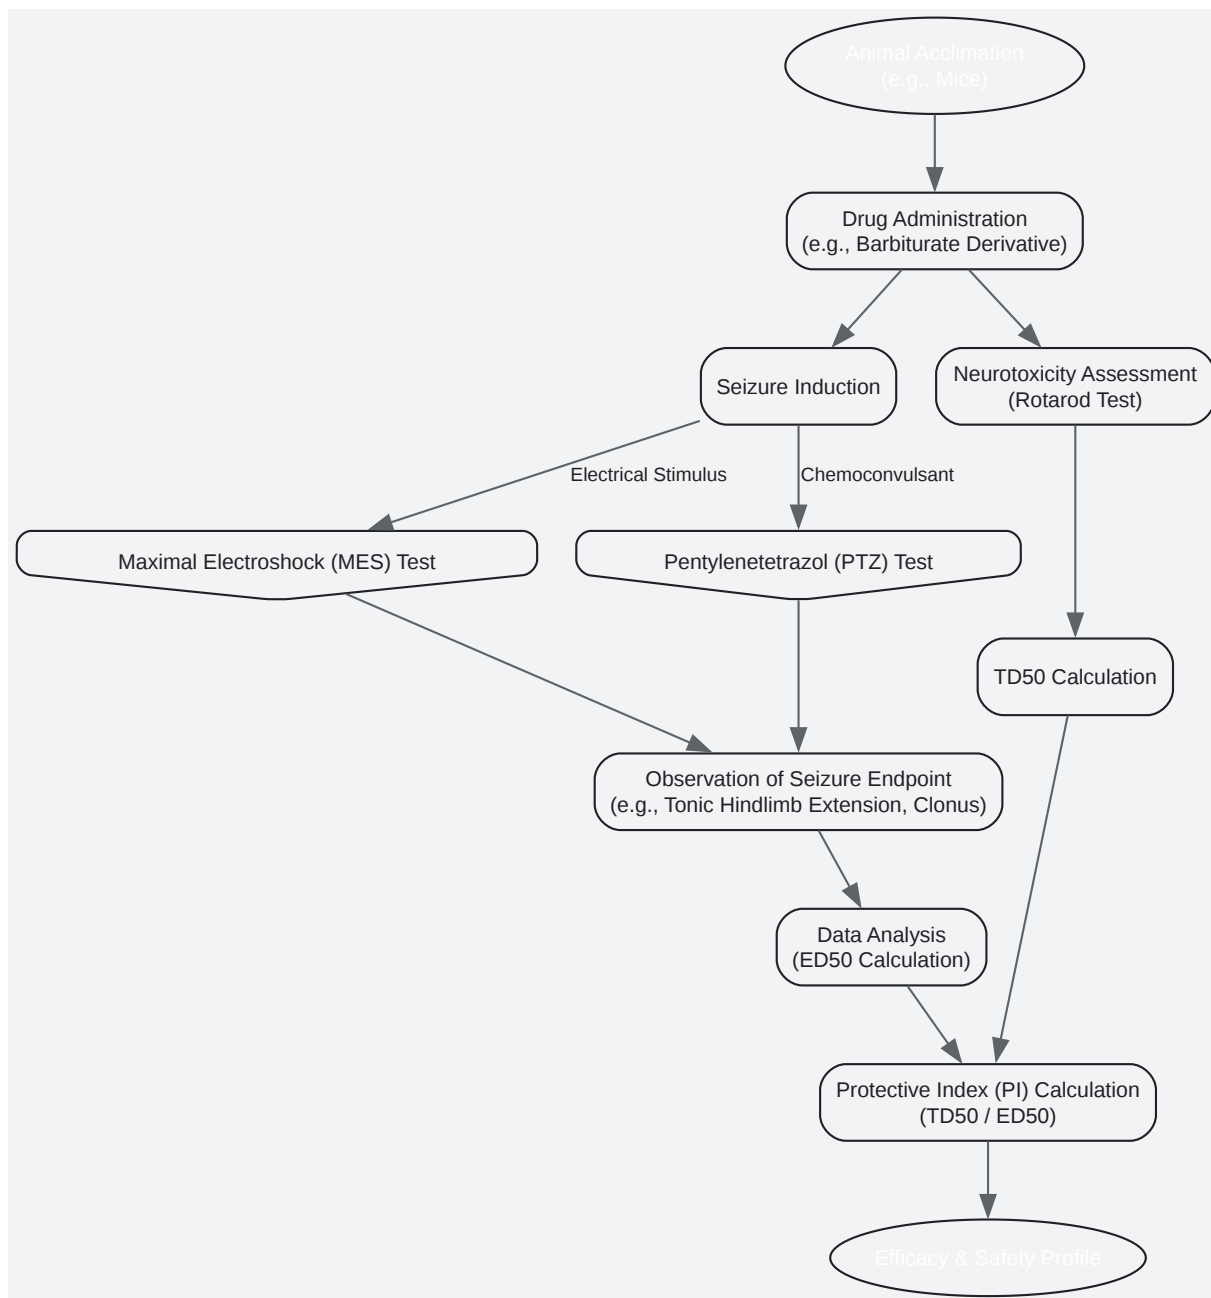 Animal Acclimation
(e.g., Mice)
Drug Administration
(e.g., Barbiturate Derivative)
Seizure Induction
Neurotoxicity Assessment
(Rotarod Test)
Electrical Stimulus
Chemoconvulsant
Maximal Electroshock (MES) Test
Pentylenetetrazol (PTZ) Test
TD50 Calculation
Observation of Seizure Endpoint
(e.g., Tonic Hindlimb Extension, Clonus)
Data Analysis
(ED50 Calculation)
Protective Index (PI) Calculation
(TD50 / ED50)
Efficacy & Safety Profile